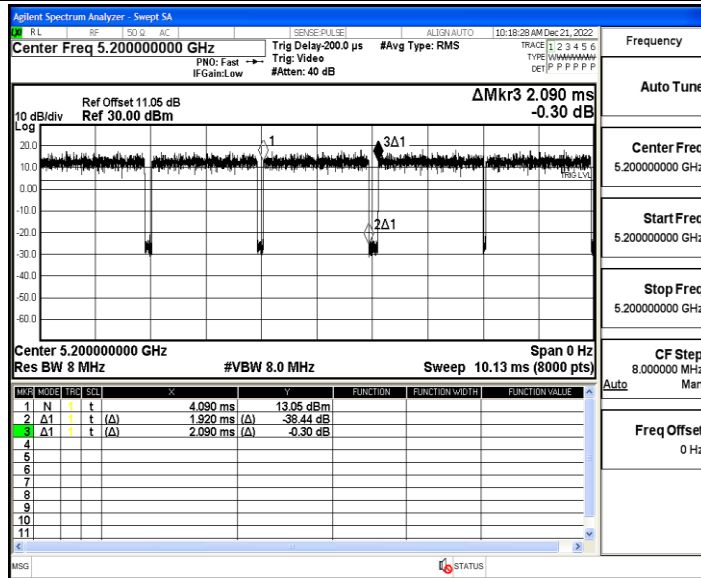 Agilent Spectrum Analyzer - Swept SA
RL RF 50 Ω AC SENSE:PULSE ALIGN AUTO 10:18:28 AM Dec 21, 2022
Center Freq 5.200000000 GHz Trig Delay-200.0 µs #Avg Type: RMS TRACE 1 2 3 4 5 6
PNO: Fast Trig: Video TYPE WWWWWW
IFGain:Low #Atten: 40 dB DET P P P P P P
ΔMkr3 2.090 ms
-0.30 dB
Ref Offset 11.05 dB
10 dB/div Ref 30.00 dBm
Log
20.0
10.0
0.00
-10.0
-20.0
-30.0
-40.0
-50.0
-60.0
1
3Δ1
TRIG LVL
2Δ1
Center 5.200000000 GHz Span 0 Hz
Res BW 8 MHz #VBW 8.0 MHz Sweep 10.13 ms (8000 pts)
MKR MODE TRC SCL X Y FUNCTION FUNCTION WIDTH FUNCTION VALUE
1 N 1 t 4.090 ms 13.05 dBm
2 Δ1 1 t (Δ) 1.920 ms (Δ) -38.44 dB
3 Δ1 1 t (Δ) 2.090 ms (Δ) -0.30 dB
4
5
6
7
8
9
10
11
MSG STATUS
Frequency
Auto Tune
Center Freq
5.200000000 GHz
Start Freq
5.200000000 GHz
Stop Freq
5.200000000 GHz
CF Step
8.000000 MHz
Auto Man
Freq Offset
0 Hz